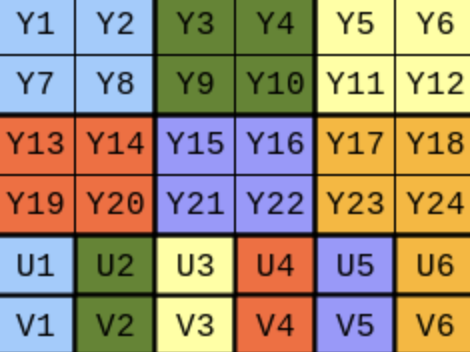 Y1 Y2 Y3 Y4 Y5 Y6
Y7 Y8 Y9 Y10 Y11 Y12
Y13 Y14 Y15 Y16 Y17 Y18
Y19 Y20 Y21 Y22 Y23 Y24
U1 U2 U3 U4 U5 U6
V1 V2 V3 V4 V5 V6